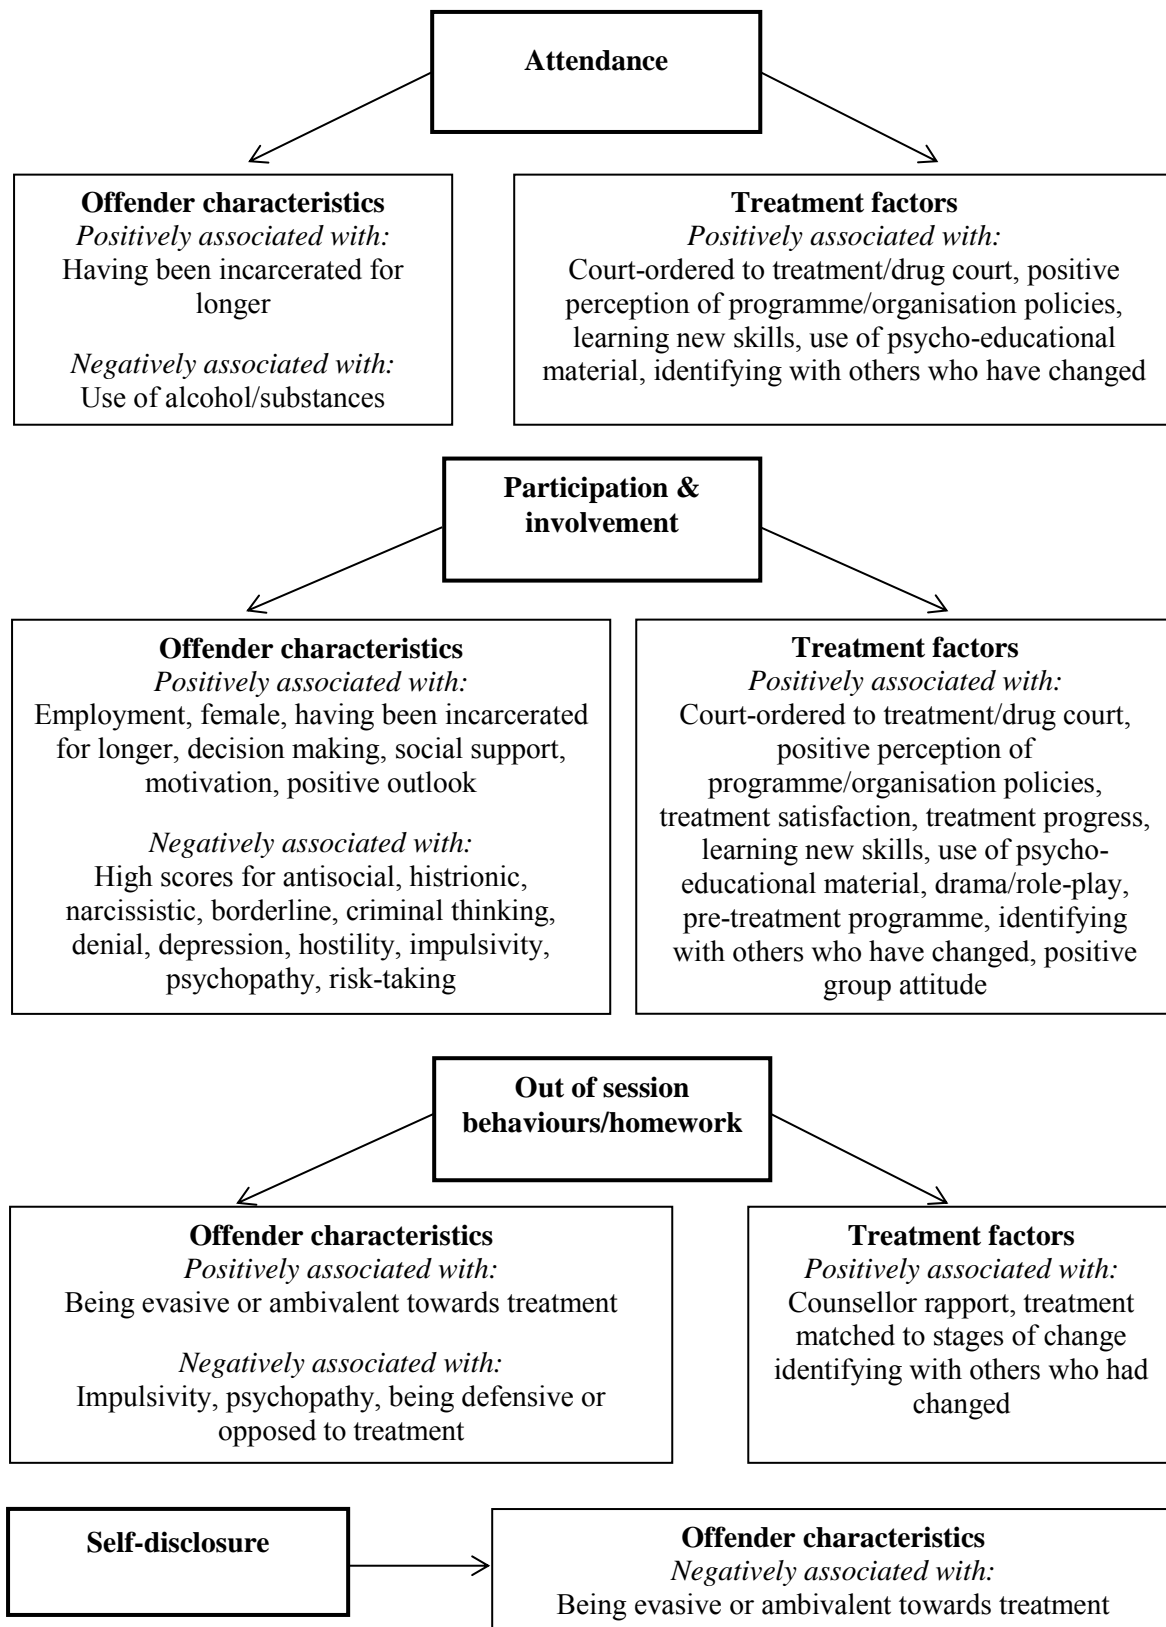 Attendance
Offender characteristics
Positively associated with:
Having been incarcerated for
longer
Negatively associated with:
Use of alcohol/substances
Treatment factors
Positively associated with:
Court-ordered to treatment/drug court, positive
perception of programme/organisation policies,
learning new skills, use of psycho-educational
material, identifying with others who have changed
Participation &
involvement
Offender characteristics
Positively associated with:
Employment, female, having been incarcerated
for longer, decision making, social support,
motivation, positive outlook
Negatively associated with:
High scores for antisocial, histrionic,
narcissistic, borderline, criminal thinking,
denial, depression, hostility, impulsivity,
psychopathy, risk-taking
Treatment factors
Positively associated with:
Court-ordered to treatment/drug court,
positive perception of
programme/organisation policies,
treatment satisfaction, treatment progress,
learning new skills, use of psycho-
educational material, drama/role-play,
pre-treatment programme, identifying
with others who have changed, positive
group attitude
Out of session
behaviours/homework
Offender characteristics
Positively associated with:
Being evasive or ambivalent towards treatment
Negatively associated with:
Impulsivity, psychopathy, being defensive or
opposed to treatment
Treatment factors
Positively associated with:
Counsellor rapport, treatment
matched to stages of change
identifying with others who had
changed
Self-disclosure
Offender characteristics
Negatively associated with:
Being evasive or ambivalent towards treatment